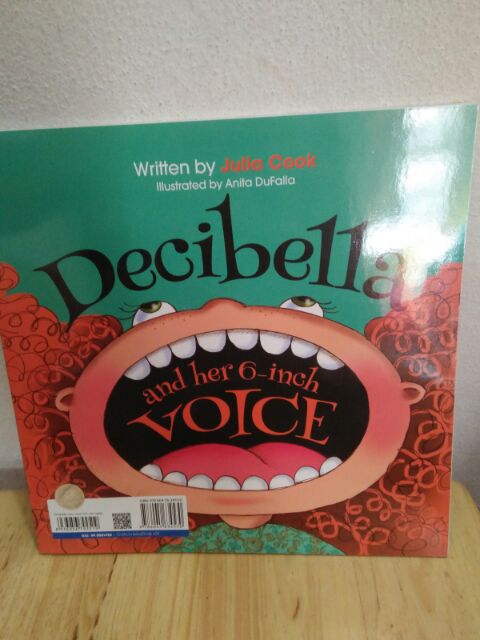 Written by Julia Cook
Illustrated by Anita DuFalla
Decibella
and her 6-inch
VOICE